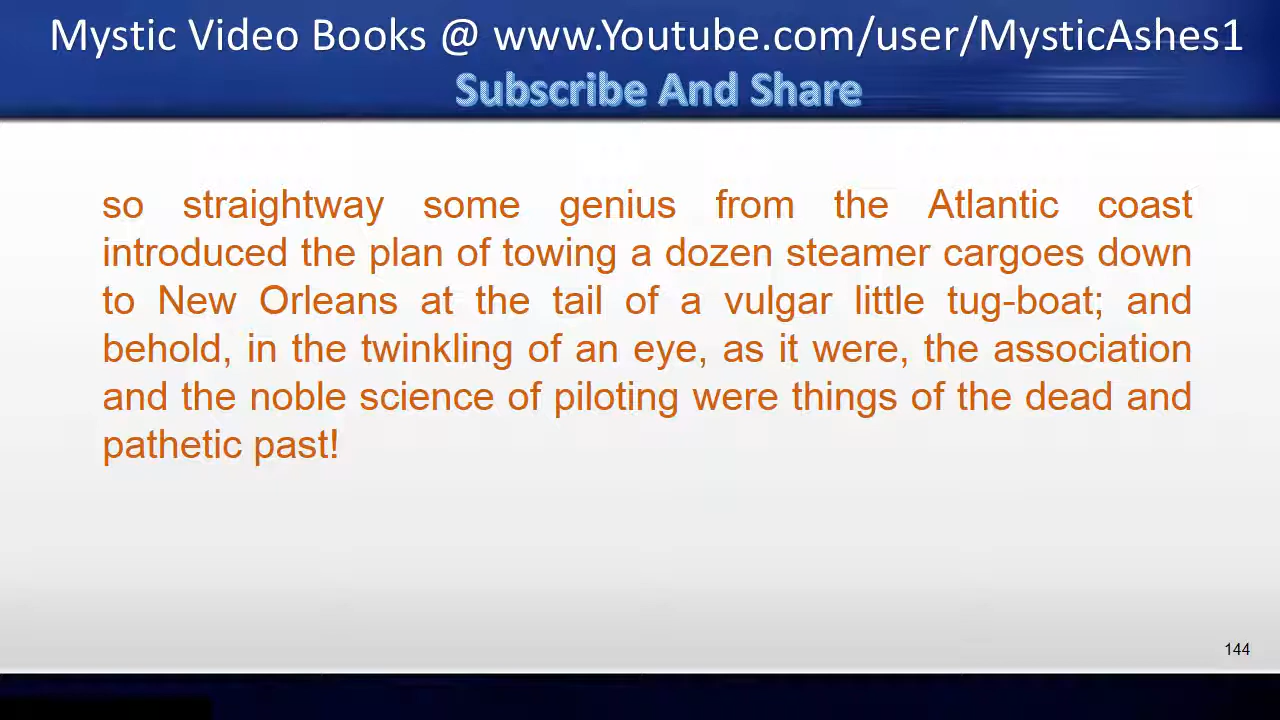 Mystic Video Books @ www.Youtube.com/user/MysticAshes1
Subscribe And Share
so straightway some genius from the Atlantic coast
introduced the plan of towing a dozen steamer cargoes down
to New Orleans at the tail of a vulgar little tug-boat; and
behold, in the twinkling of an eye, as it were, the association
and the noble science of piloting were things of the dead and
pathetic past!
144